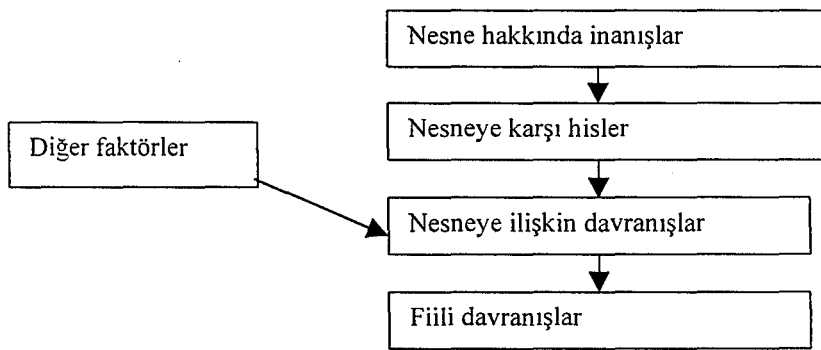 Nesne hakkında inanışlar
Nesneye karşı hisler
Diğer faktörler
Nesneye ilişkin davranışlar
Fiili davranışlar